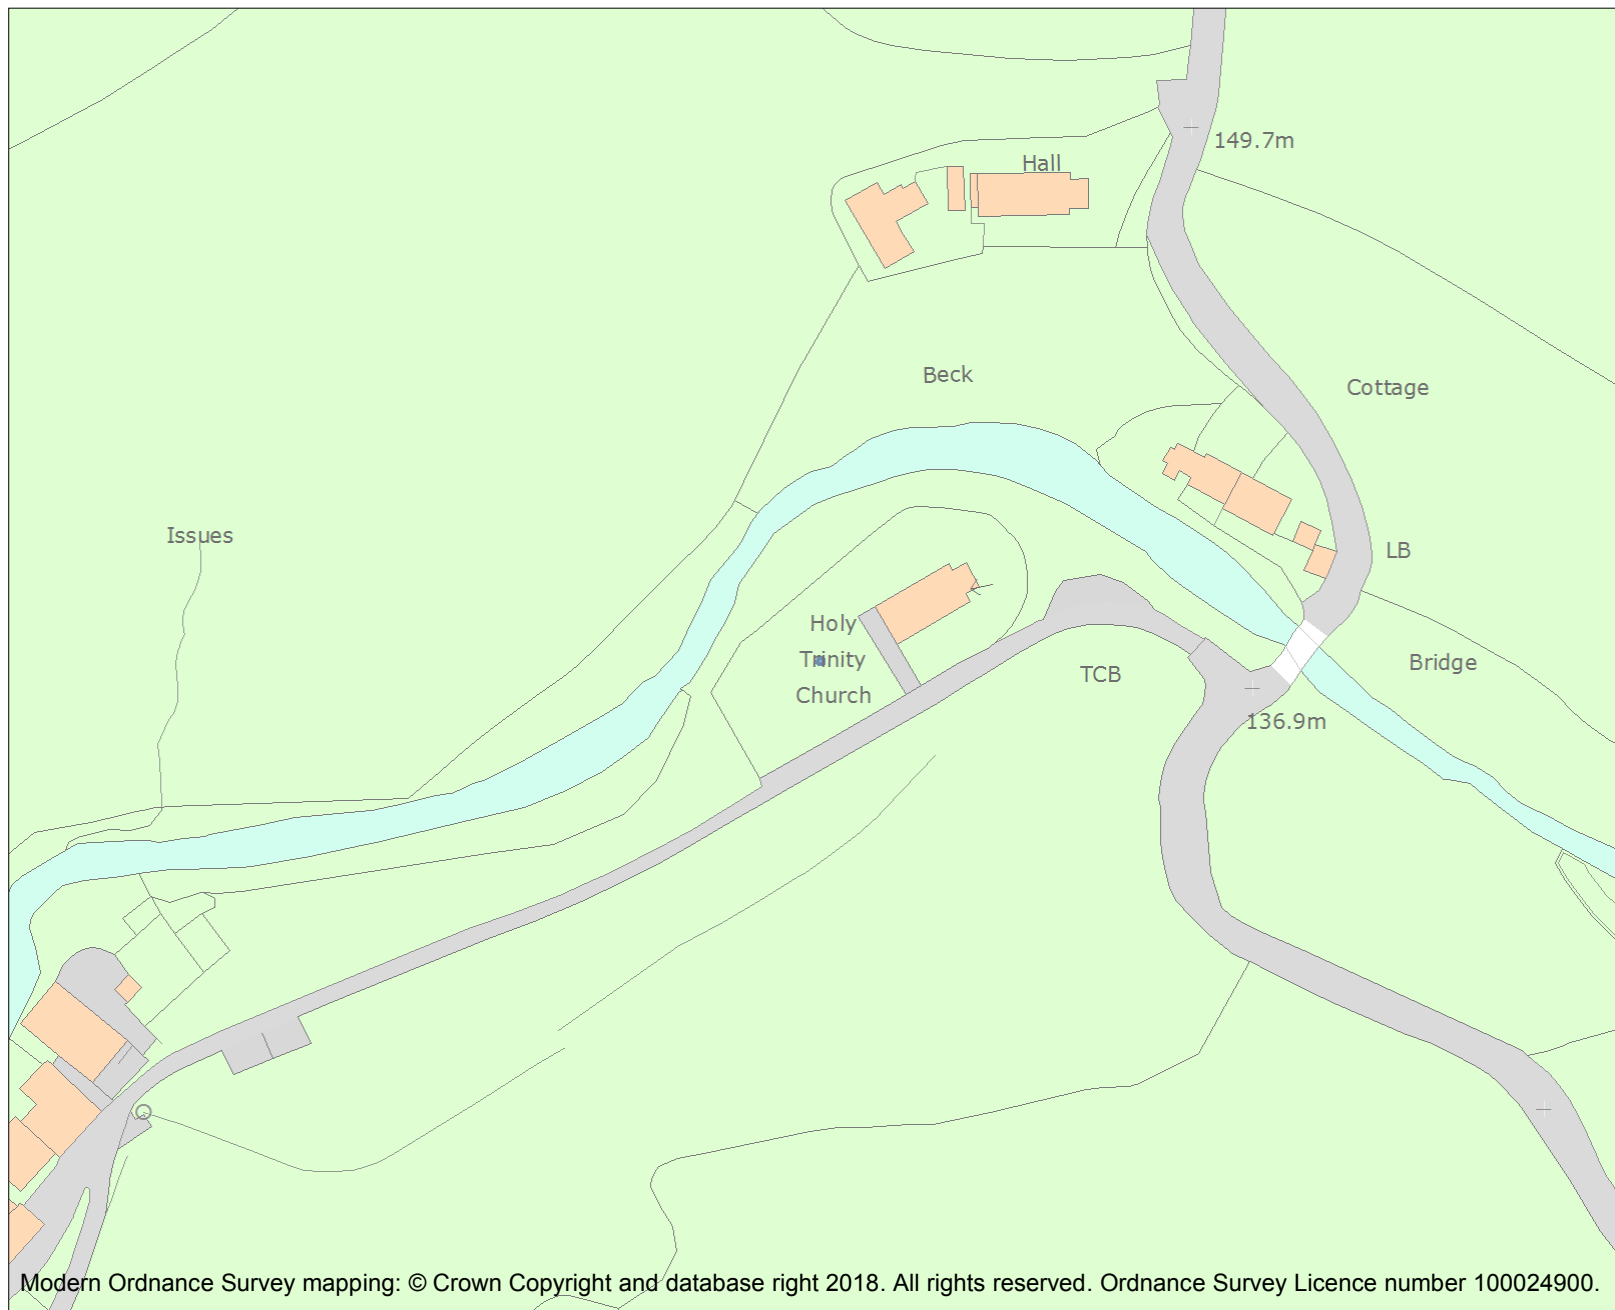 149.7m
Hall
Beck
Cottage
Issues
LB
Holy
Trinity
Church
Bridge
TCB
136.9m
Modern Ordnance Survey mapping: © Crown Copyright and database right 2018. All rights reserved. Ordnance Survey Licence number 100024900.